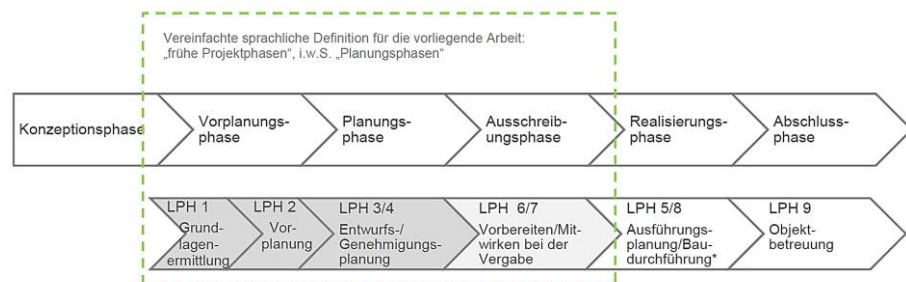 Vereinfachte sprachliche Definition für die vorliegende Arbeit:
„frühe Projektphasen“, i.w.S. „Planungsphasen“
Konzeptionsphase
Vorplanungs-
phase
Planungs-
phase
Ausschreib-
ungsphase
Realisierungs-
phase
Abschluss-
phase
LPH 1
Grund-
lagen-
ermittlung
LPH 2
Vor-
planung
LPH 3/4
Entwurfs-/
Genehmigungs-
planung
LPH 6/7
Vorbereiten/Mit-
wirken bei der
Vergabe
LPH 5/8
Ausführungs-
planung/Bau-
durchführung*
LPH 9
Objekt-
betreuung